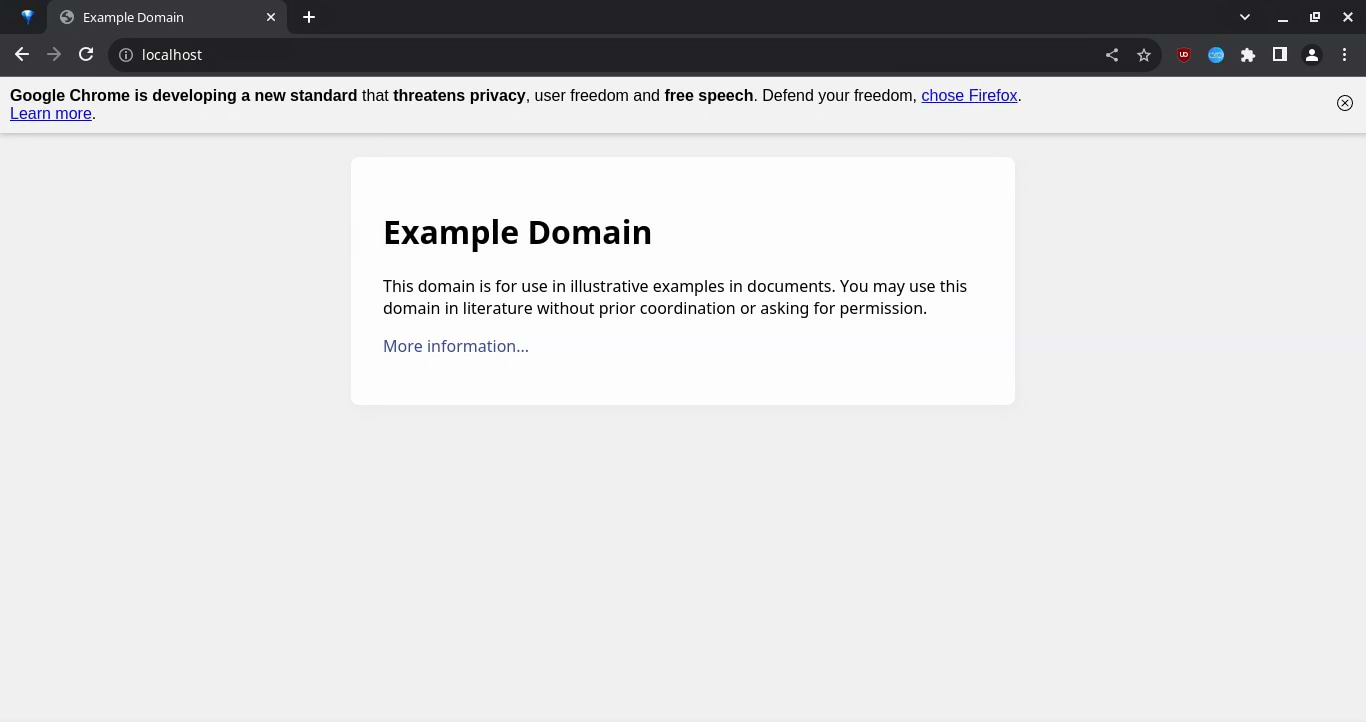 Example Domain
localhost
Google Chrome is developing a new standard that threatens privacy, user freedom and free speech. Defend your freedom, chose Firefox.
Learn more.
Example Domain
This domain is for use in illustrative examples in documents. You may use this
domain in literature without prior coordination or asking for permission.
More information...